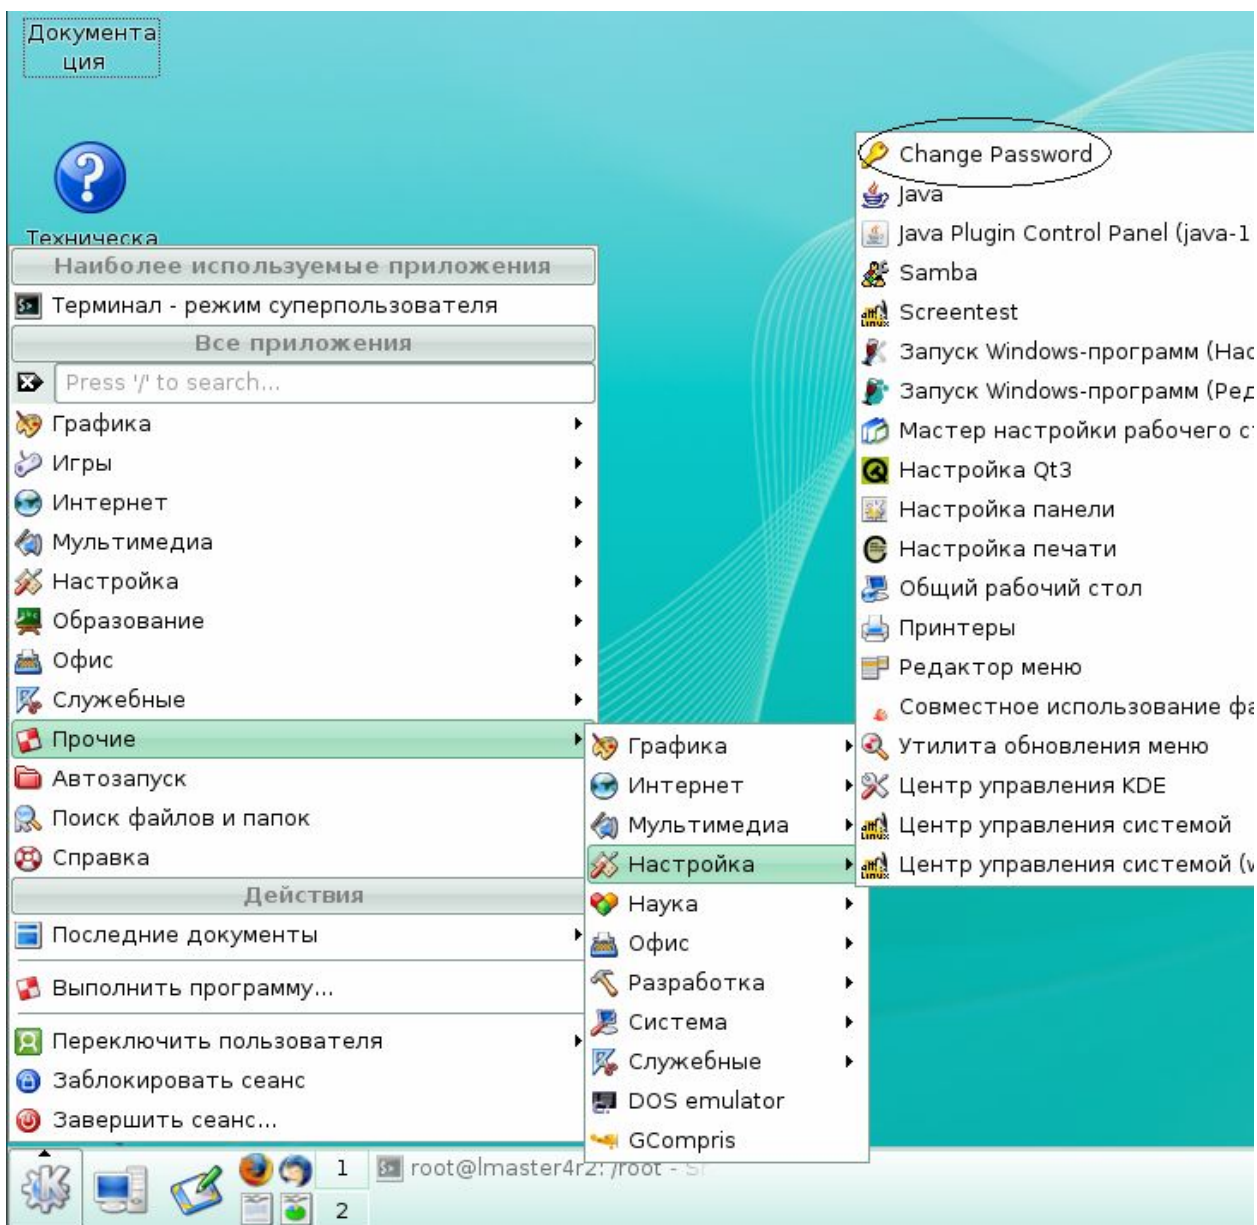 Документа
ция
Техническа
Наиболее используемые приложения
Терминал - режим суперпользователя
Все приложения
Press '/' to search...
Графика
Игры
Интернет
Мультимедиа
Настройка
Образование
Офис
Служебные
Прочие
Автозапуск
Поиск файлов и папок
Справка
Действия
Последние документы
Выполнить программу...
Переключить пользователя
Заблокировать сеанс
Завершить сеанс...
Графика
Интернет
Мультимедиа
Настройка
Наука
Офис
Разработка
Система
Служебные
DOS emulator
GCompris
Change Password
Java
Java Plugin Control Panel (java-1
Samba
Screentest
Запуск Windows-программ (Нас
Запуск Windows-программ (Ред
Мастер настройки рабочего ст
Настройка Qt3
Настройка панели
Настройка печати
Общий рабочий стол
Принтеры
Редактор меню
Совместное использование фа
Утилита обновления меню
Центр управления KDE
Центр управления системой
Центр управления системой (w
1
2
root@lmaster4r2: /root -